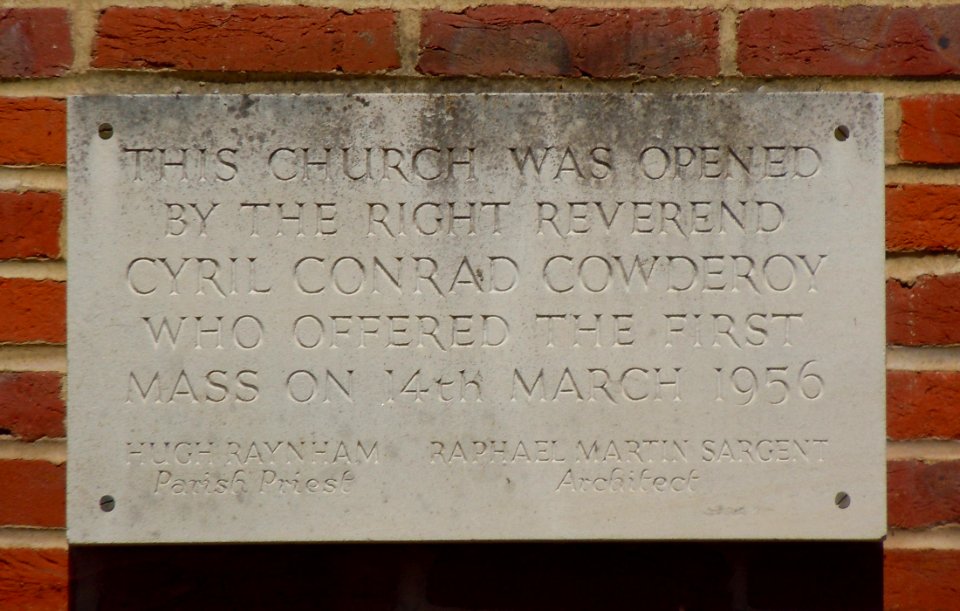 THIS CHURCH WAS OPENED
BY THE RIGHT REVEREND
CYRIL CONRAD COWDEROY
WHO OFFERED THE FIRST
MASS ON 14th MARCH 1956
HUGH RAYNHAM RAPHAEL MARTIN SARGENT
Parish Priest Architect